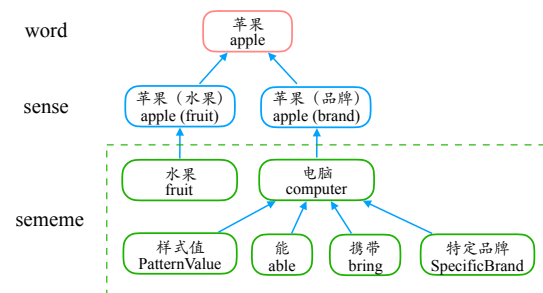 word
苹果
apple
sense
苹果（水果）
apple (fruit)
苹果（品牌）
apple (brand)
sememe
水果
fruit
电脑
computer
样式值
PatternValue
能
able
携带
bring
特定品牌
SpecificBrand